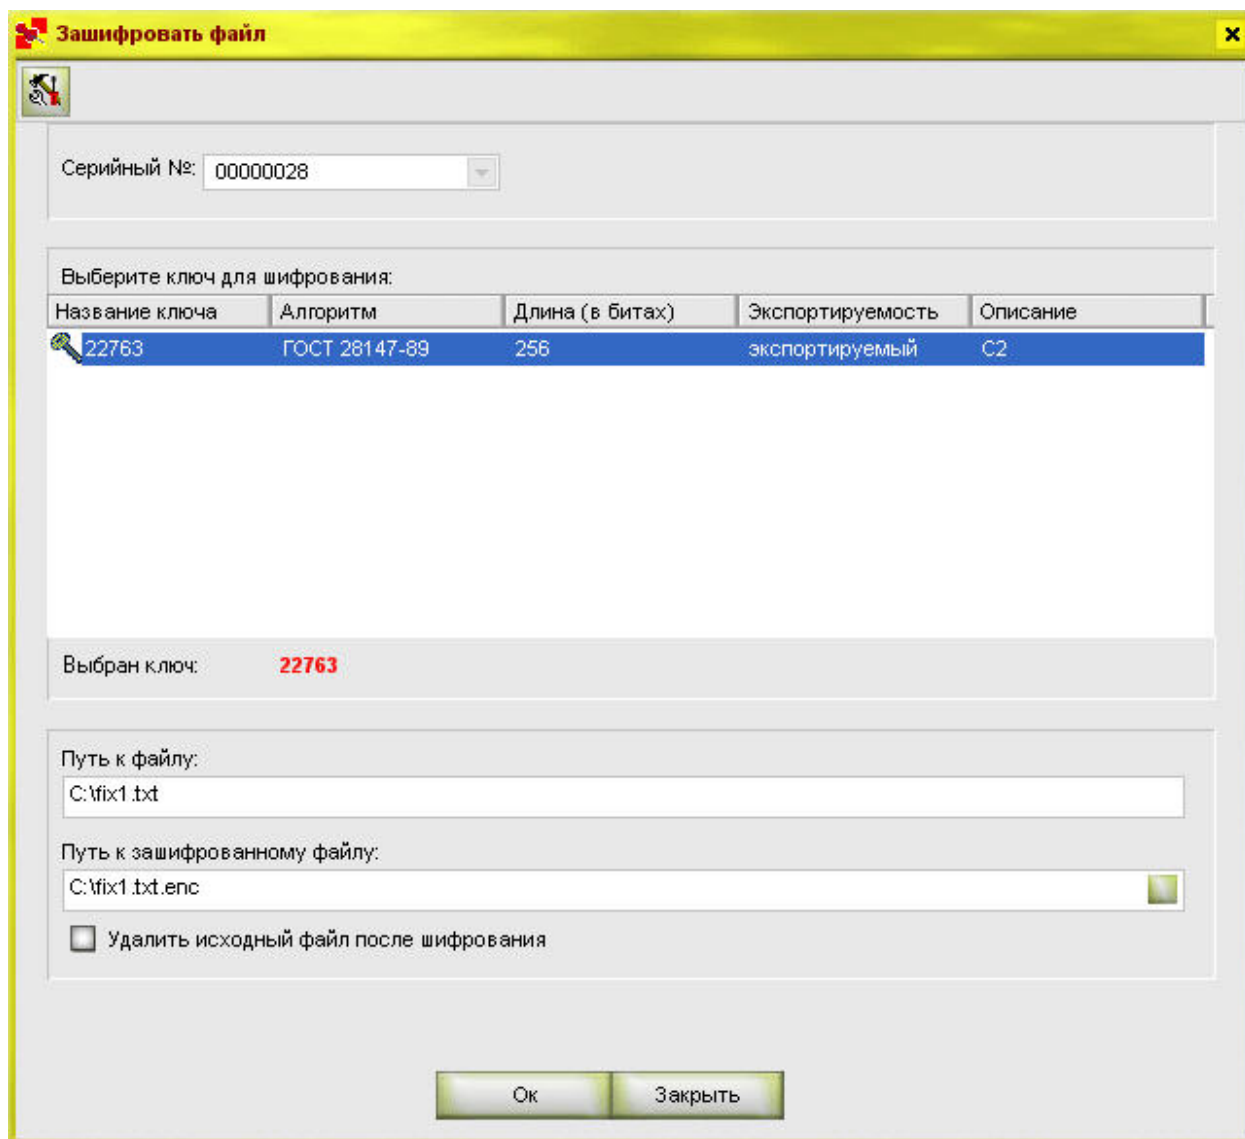 Зашифровать файл
Серийный №: 00000028
Выберите ключ для шифрования:
Название ключа Алгоритм Длина (в битах) Экспортируемость Описание
22763 ГОСТ 28147-89 256 экспортируемый C2
Выбран ключ: 22763
Путь к файлу:
C:\fix1.txt
Путь к зашифрованному файлу:
C:\fix1.txt.enc
Удалить исходный файл после шифрования
Ок Закрыть